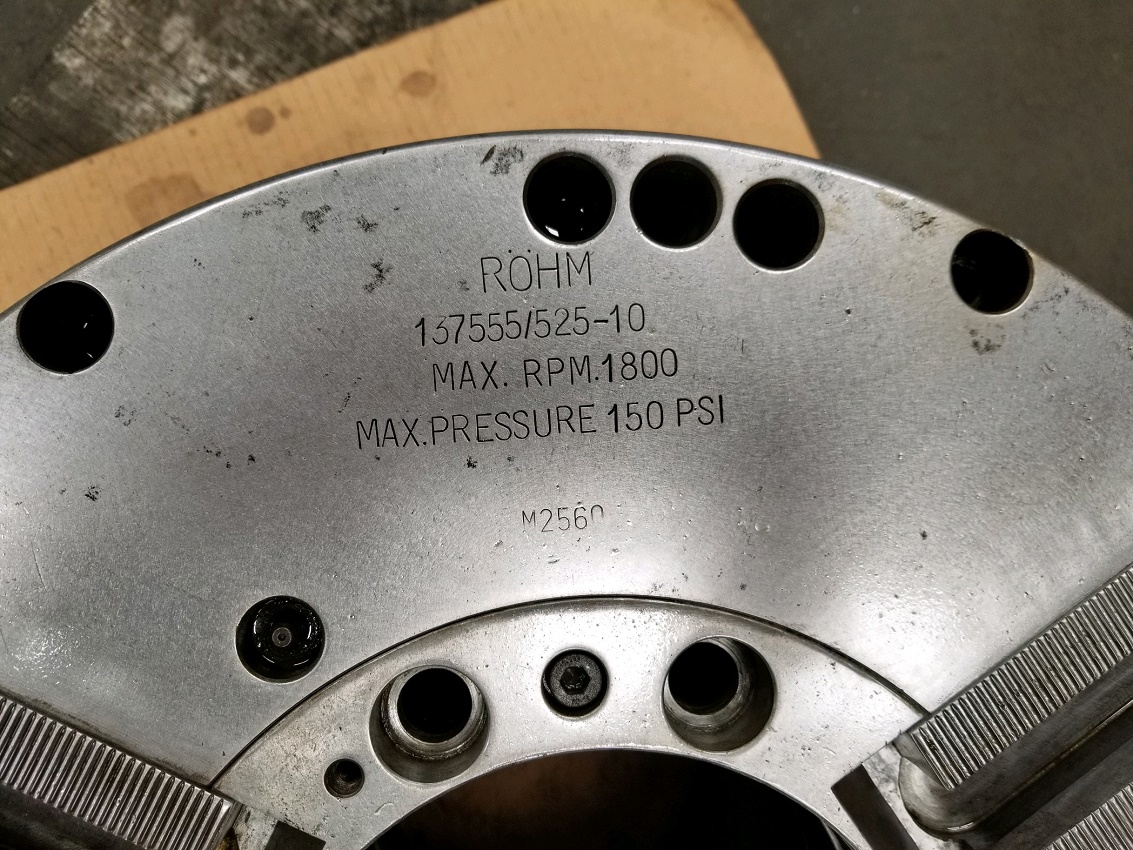 RÖHM
137555/525-10
MAX. RPM.1800
MAX.PRESSURE 150 PSI
M2560